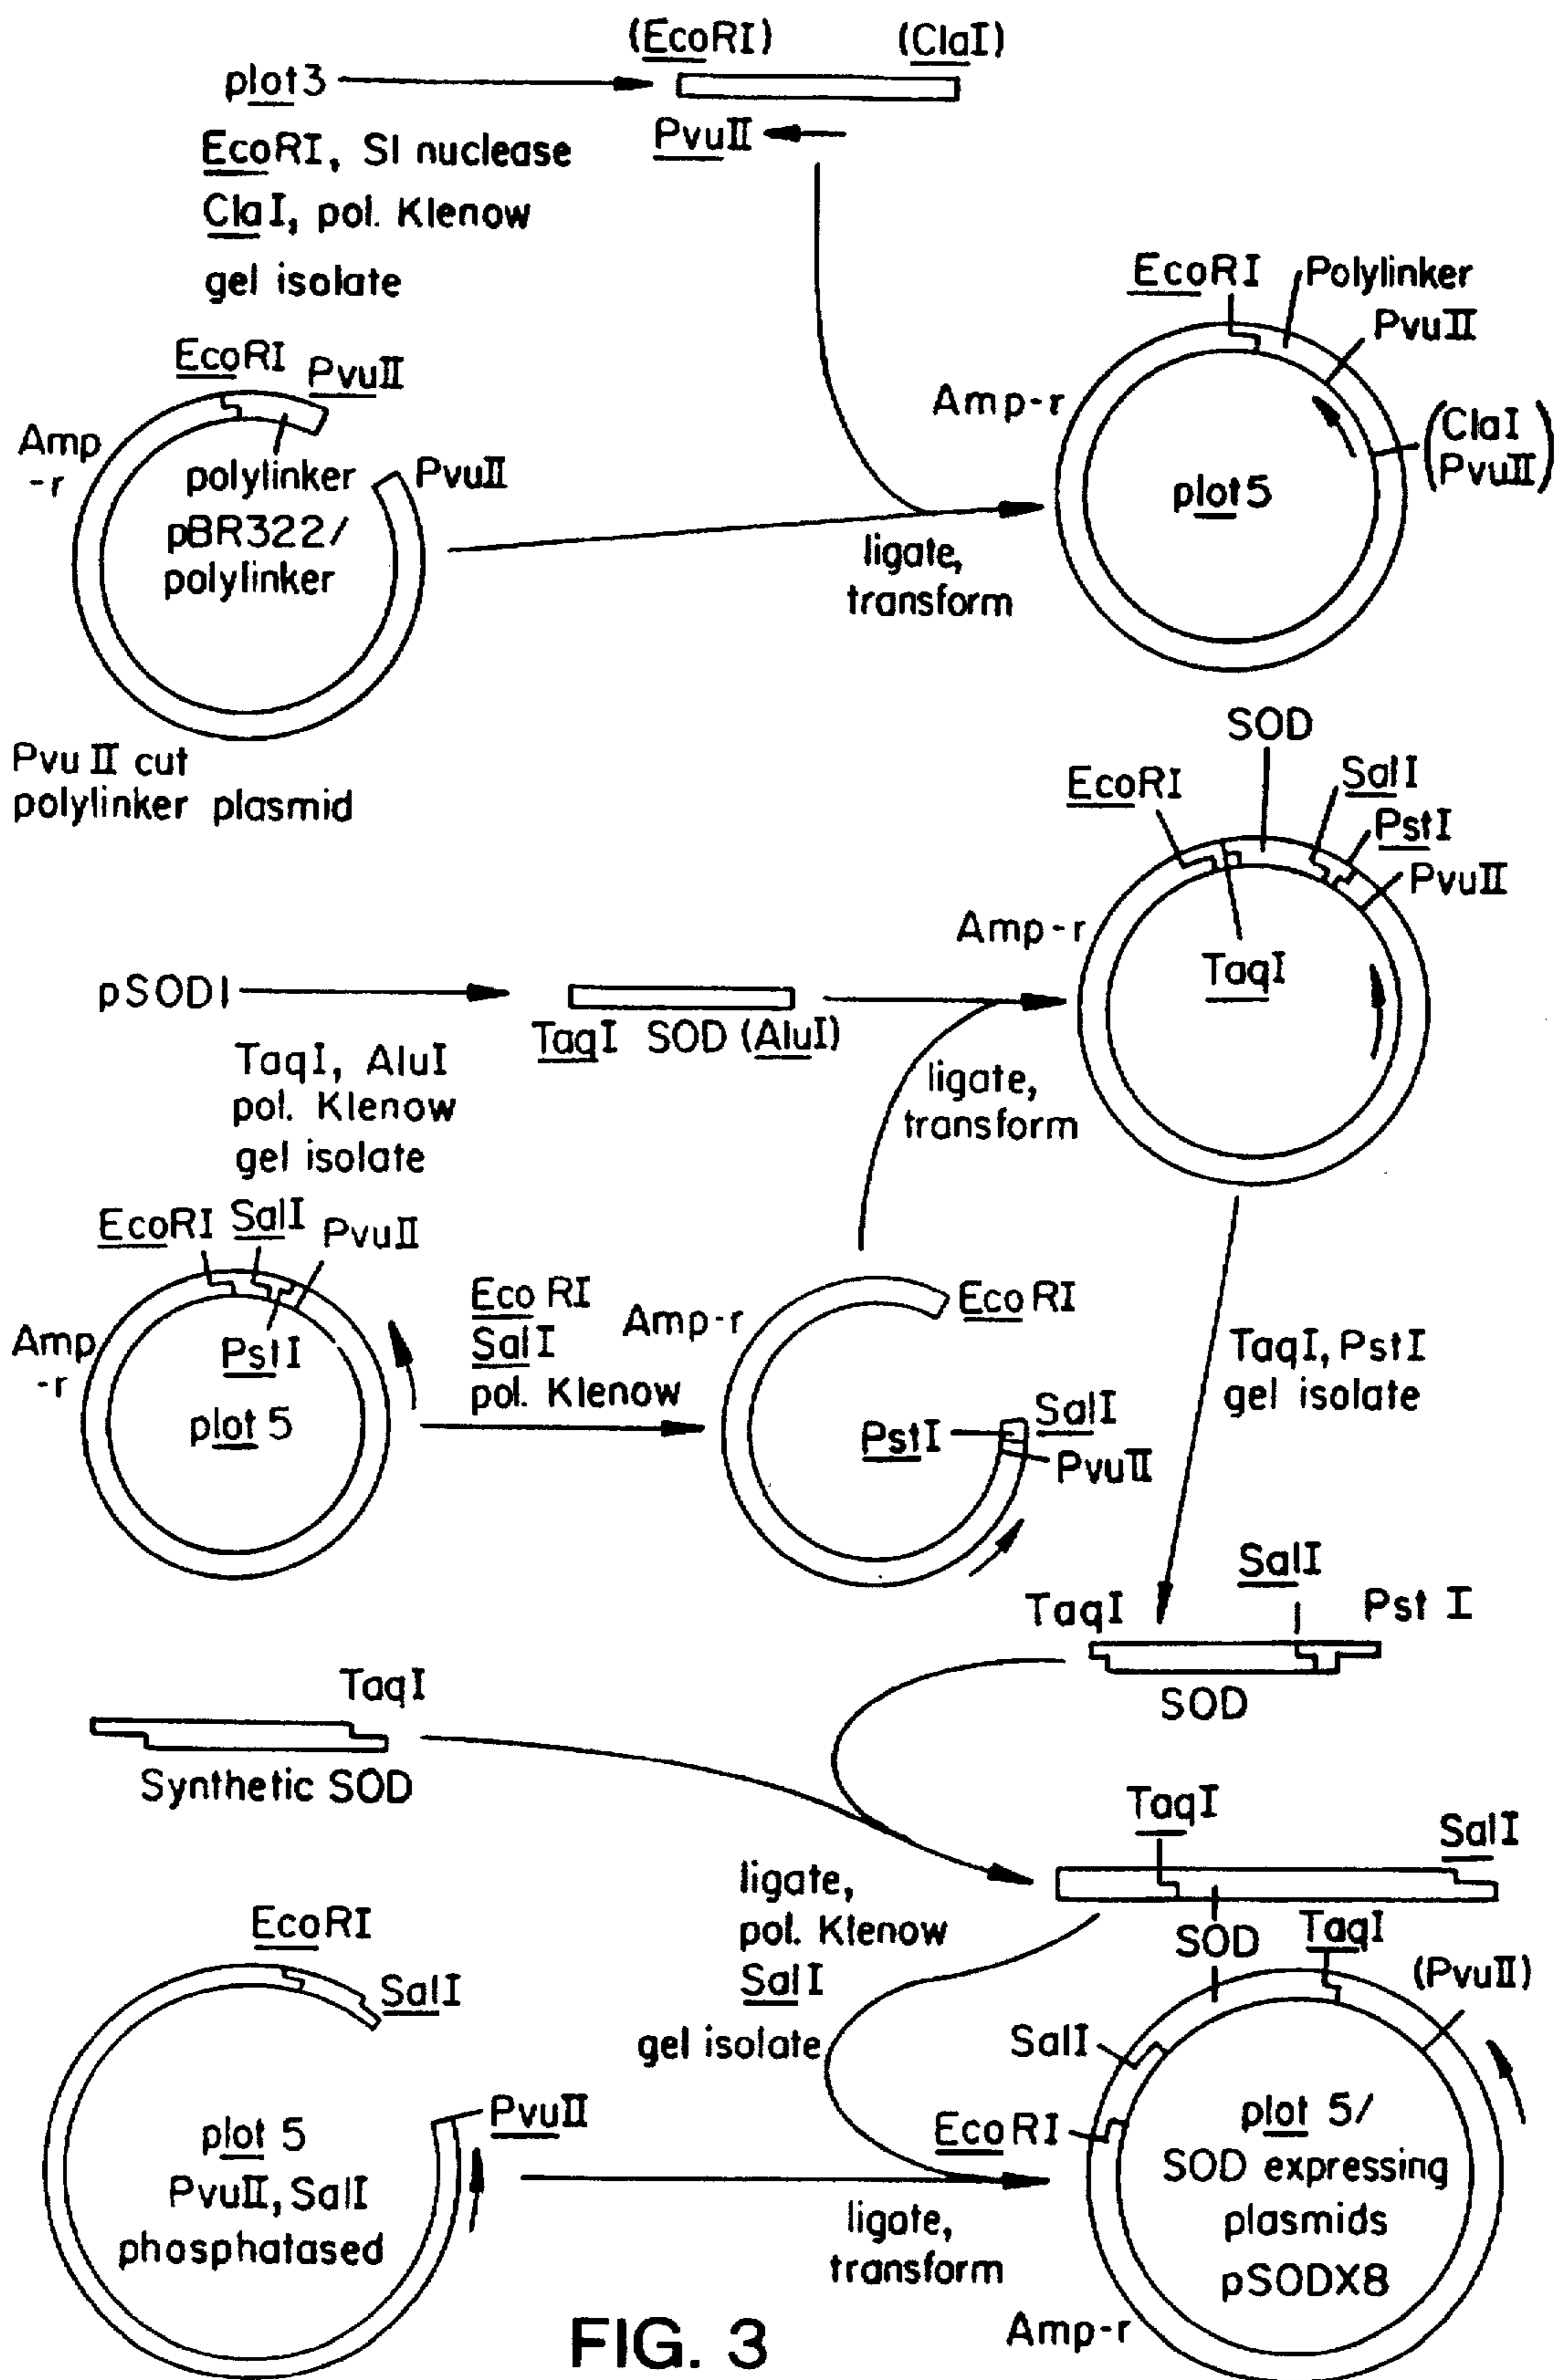 (EcoRI)
(ClaI)
plot3
PvuII
EcoRI, SI nuclease
ClaI, pol. Klenow
gel isolate
EcoRI
Polylinker
PvuII
EcoRI
PvuII
Amp-r
(ClaI
PvuII)
Amp
-r
polylinker
PvuII
plot5
pBR322/
polylinker
ligate,
transform
Pvu II cut
polylinker plasmid
SOD
EcoRI
SalI
PstI
PvuII
Amp-r
TaqI
pSODI
TaqI SOD (AluI)
TaqI, AluI
pol. Klenow
gel isolate
ligate,
transform
EcoRI SalI PvuII
EcoRI
SalI
pol. Klenow
Amp-r
EcoRI
Amp
-r
PstI
plot 5
TaqI, PstI
gel isolate
PstI
SalI
PvuII
SalI
TaqI
Pst I
SOD
TaqI
Synthetic SOD
TaqI
SalI
ligate,
pol. Klenow
SalI
gel isolate
SOD
TaqI
(PvuII)
EcoRI
SalI
SalI
PvuII
EcoRI
plot 5
PvuII, SalI
phosphatased
plot 5/
SOD expressing
plasmids
pSODX8
ligate,
transform
Amp-r
FIG. 3